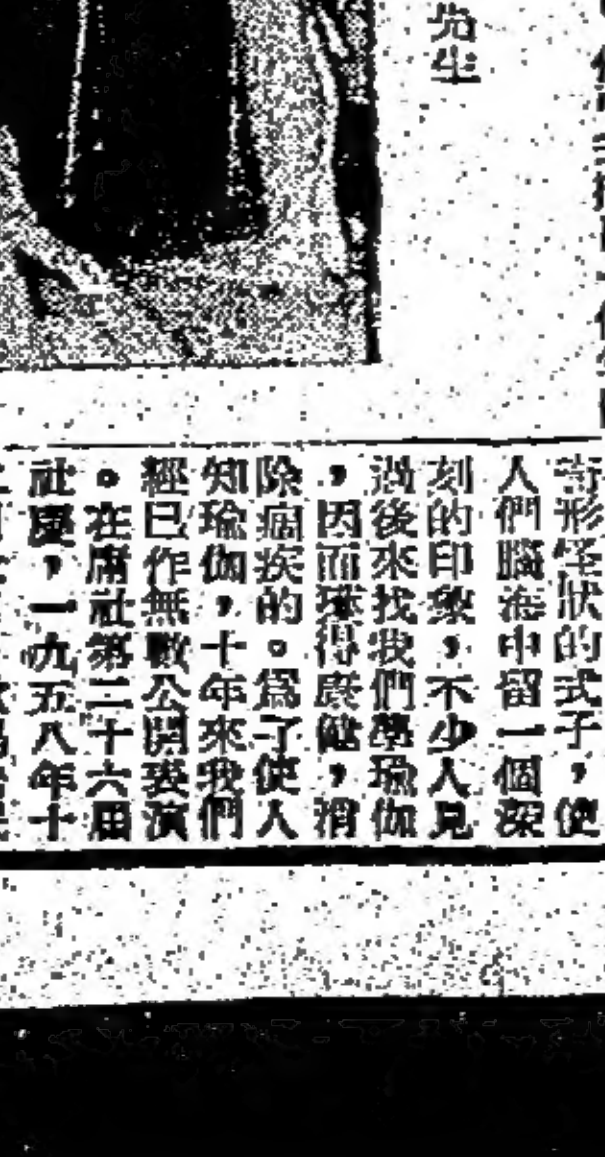 先生
奇形怪狀的式子，使
人們腦海中留一個深
刻的印象，不少人見
過後來找我們學瑜伽
，因而獲得康健，消
除痼疾的。爲了使人
知瑜伽，十年來我們
經已作無數公開表演
。在南社第二十六屆
社慶，一九五八年十